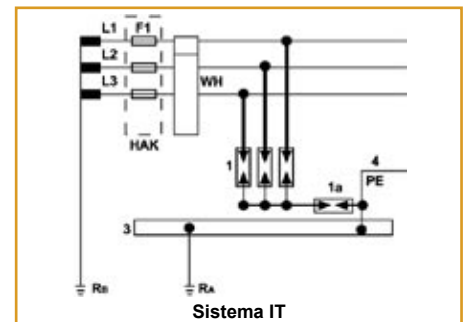 L1 F1
L2
L3 WH
HAK
1
4
1a PE
3
RB RA
Sistema IT